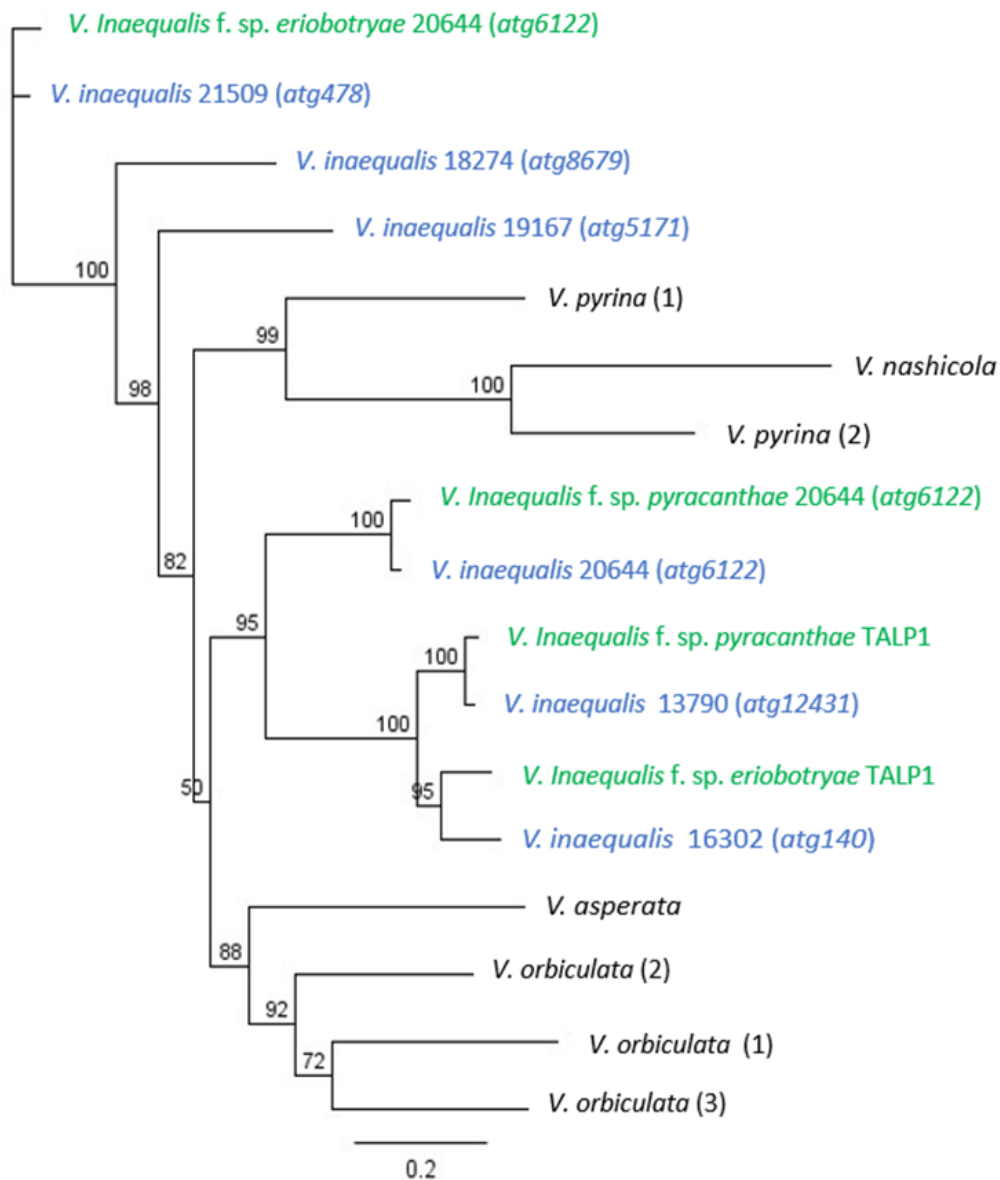 V. Inaequalis f. sp. eriobotryae 20644 (atg6122)
V. inaequalis 21509 (atg478)
V. inaequalis 18274 (atg8679)
V. inaequalis 19167 (atg5171)
100
V. pyrina (1)
99
V. nashicola
100
98
V. pyrina (2)
V. Inaequalis f. sp. pyracanthae 20644 (atg6122)
100
V. inaequalis 20644 (atg6122)
82
95
V. Inaequalis f. sp. pyracanthae TALP1
100
V. inaequalis 13790 (atg12431)
100
V. Inaequalis f. sp. eriobotryae TALP1
50
95
V. inaequalis 16302 (atg140)
V. asperata
88
V. orbiculata (2)
92
V. orbiculata (1)
72
V. orbiculata (3)
0.2